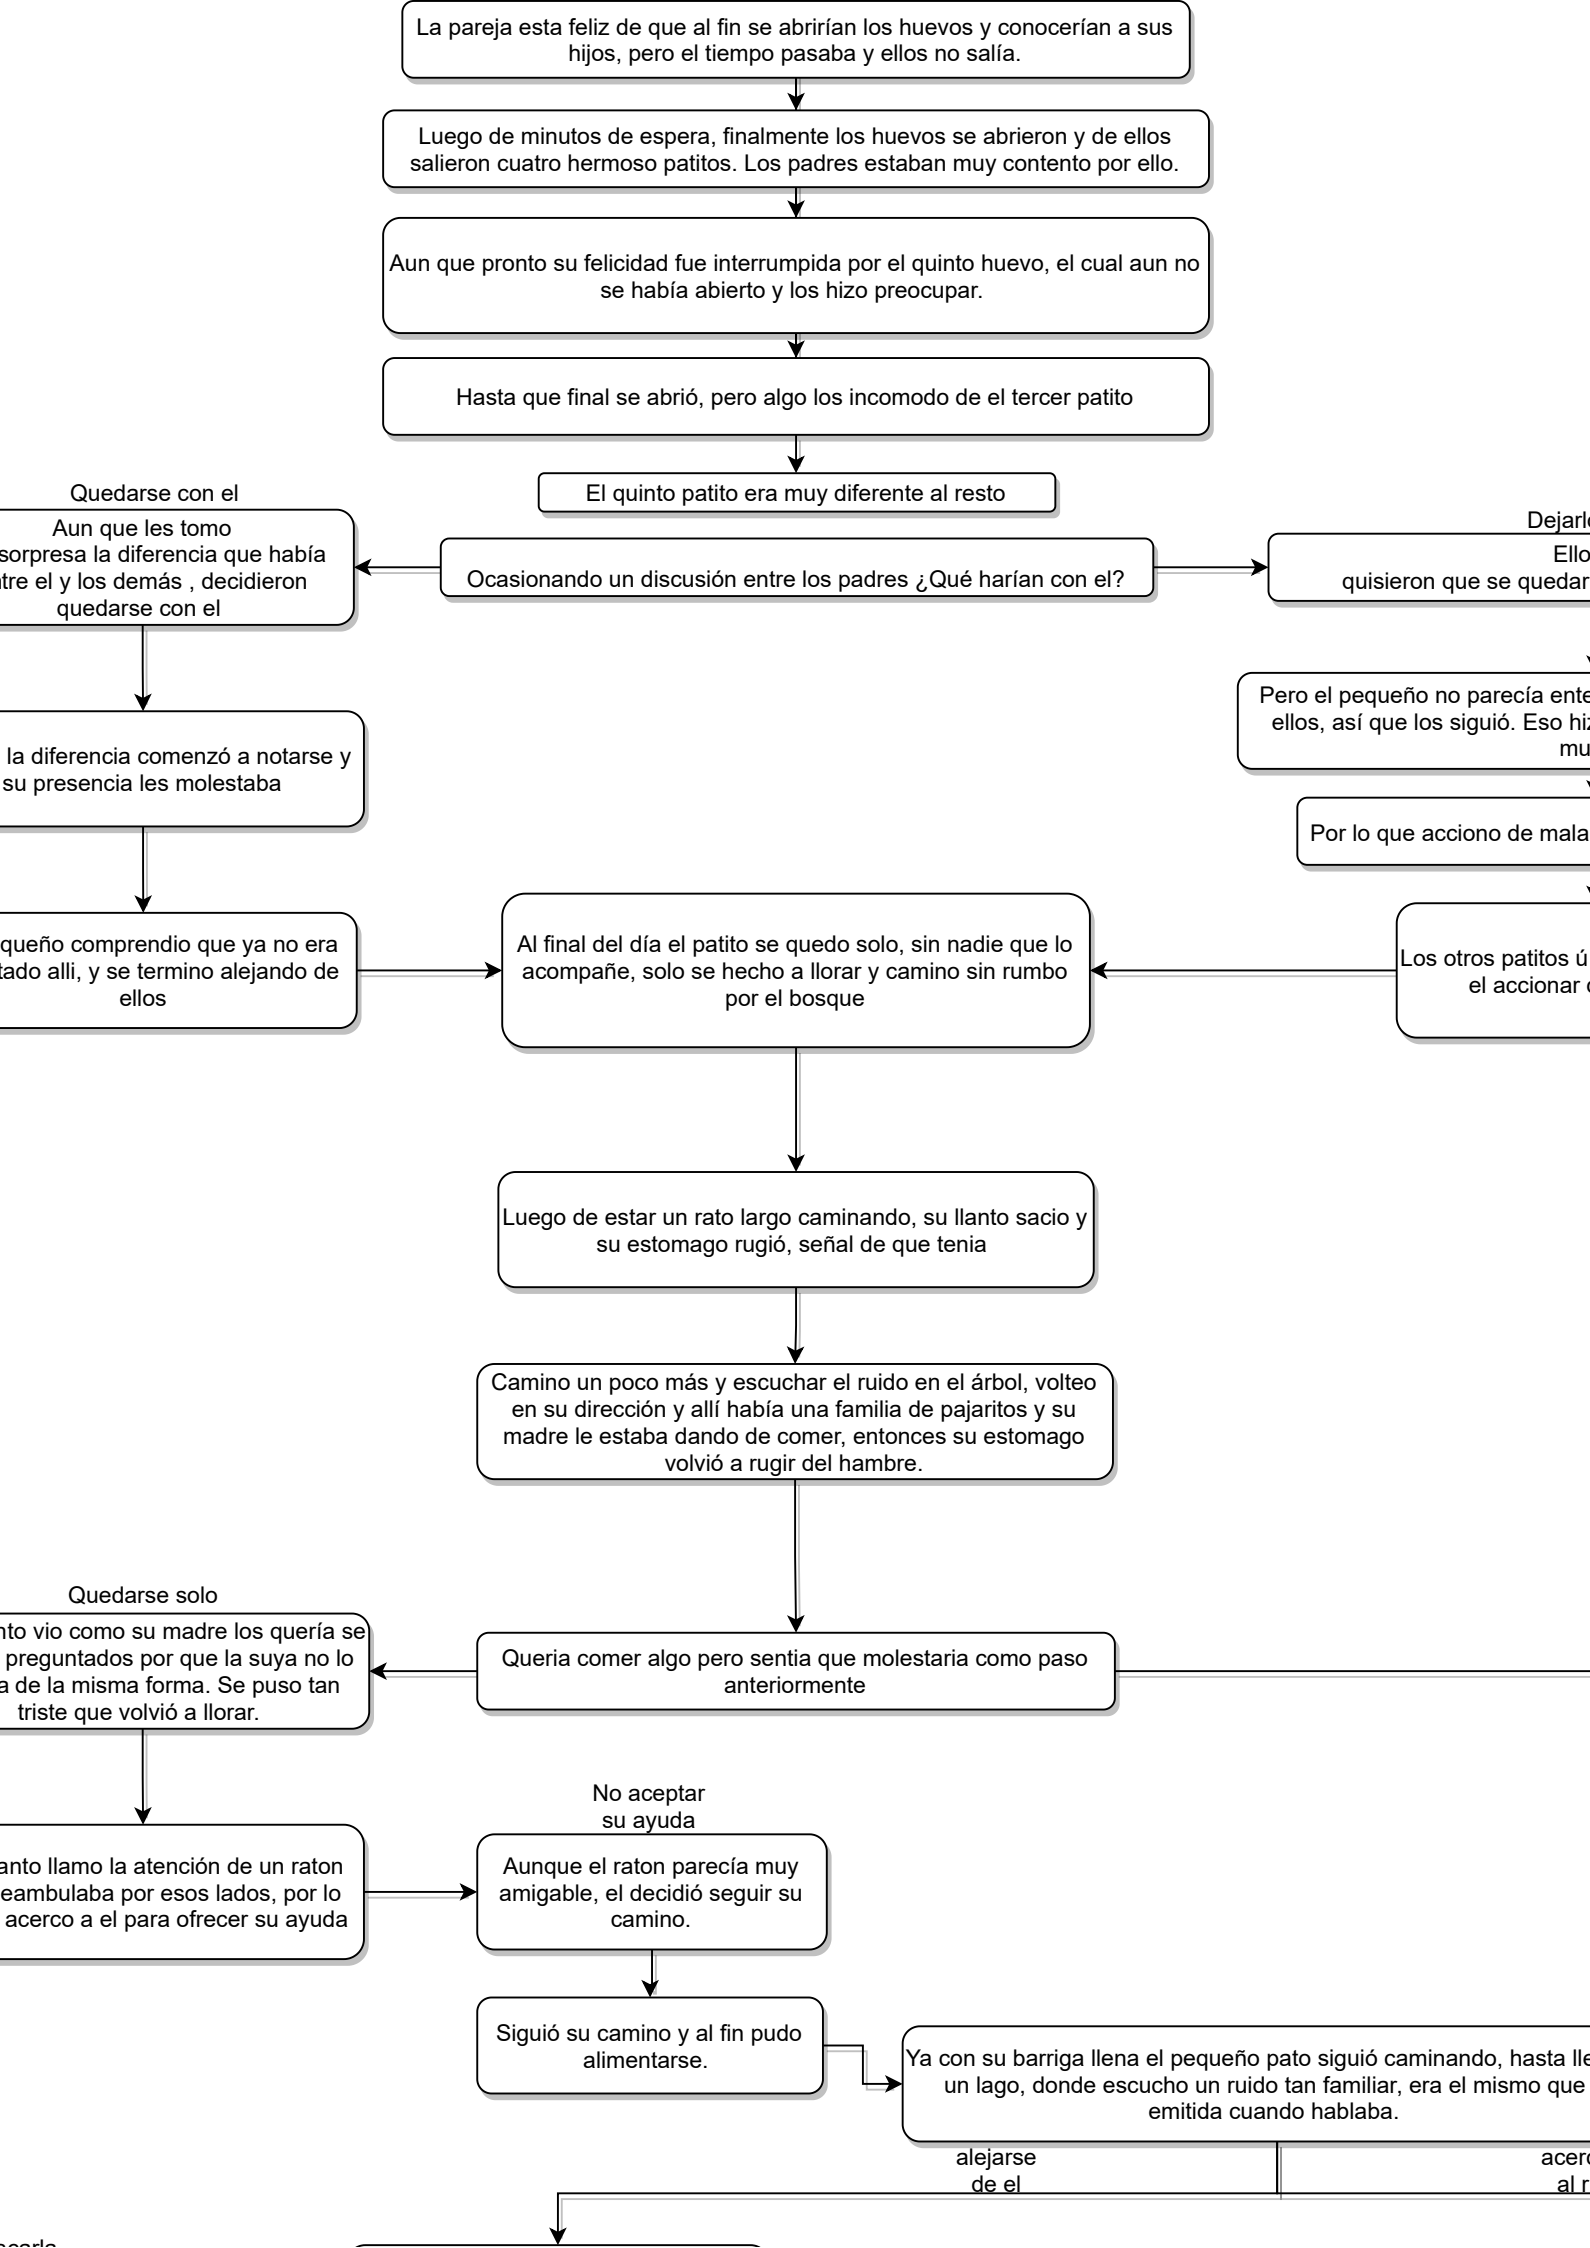 La pareja esta feliz de que al fin se abrirían los huevos y conocerían a sus
hijos, pero el tiempo pasaba y ellos no salía.
Luego de minutos de espera, finalmente los huevos se abrieron y de ellos
salieron cuatro hermoso patitos. Los padres estaban muy contento por ello.
Aun que pronto su felicidad fue interrumpida por el quinto huevo, el cual aun no
se había abierto y los hizo preocupar.
Hasta que final se abrió, pero algo los incomodo de el tercer patito
El quinto patito era muy diferente al resto
Quedarse con el
Aun que les tomo
sorpresa la diferencia que había
tre el y los demás , decidieron
quedarse con el
Ocasionando un discusión entre los padres ¿Qué harían con el?
Dejarl
Ello
quisieron que se quedar
Pero el pequeño no parecía ente
ellos, así que los siguió. Eso hiz
mu
la diferencia comenzó a notarse y
su presencia les molestaba
Por lo que acciono de mala
queño comprendio que ya no era
tado alli, y se termino alejando de
ellos
Al final del día el patito se quedo solo, sin nadie que lo
acompañe, solo se hecho a llorar y camino sin rumbo
por el bosque
Los otros patitos ú
el accionar
Luego de estar un rato largo caminando, su llanto sacio y
su estomago rugió, señal de que tenia
Camino un poco más y escuchar el ruido en el árbol, volteo
en su dirección y allí había una familia de pajaritos y su
madre le estaba dando de comer, entonces su estomago
volvió a rugir del hambre.
Quedarse solo
nto vio como su madre los quería se
preguntados por que la suya no lo
a de la misma forma. Se puso tan
triste que volvió a llorar.
Queria comer algo pero sentia que molestaria como paso
anteriormente
anto llamo la atención de un raton
eambulaba por esos lados, por lo
acerco a el para ofrecer su ayuda
No aceptar
su ayuda
Aunque el raton parecía muy
amigable, el decidió seguir su
camino.
Siguió su camino y al fin pudo
alimentarse.
Ya con su barriga llena el pequeño pato siguió caminando, hasta lle
un lago, donde escucho un ruido tan familiar, era el mismo que
emitida cuando hablaba.
alejarse
de el
acer
al r